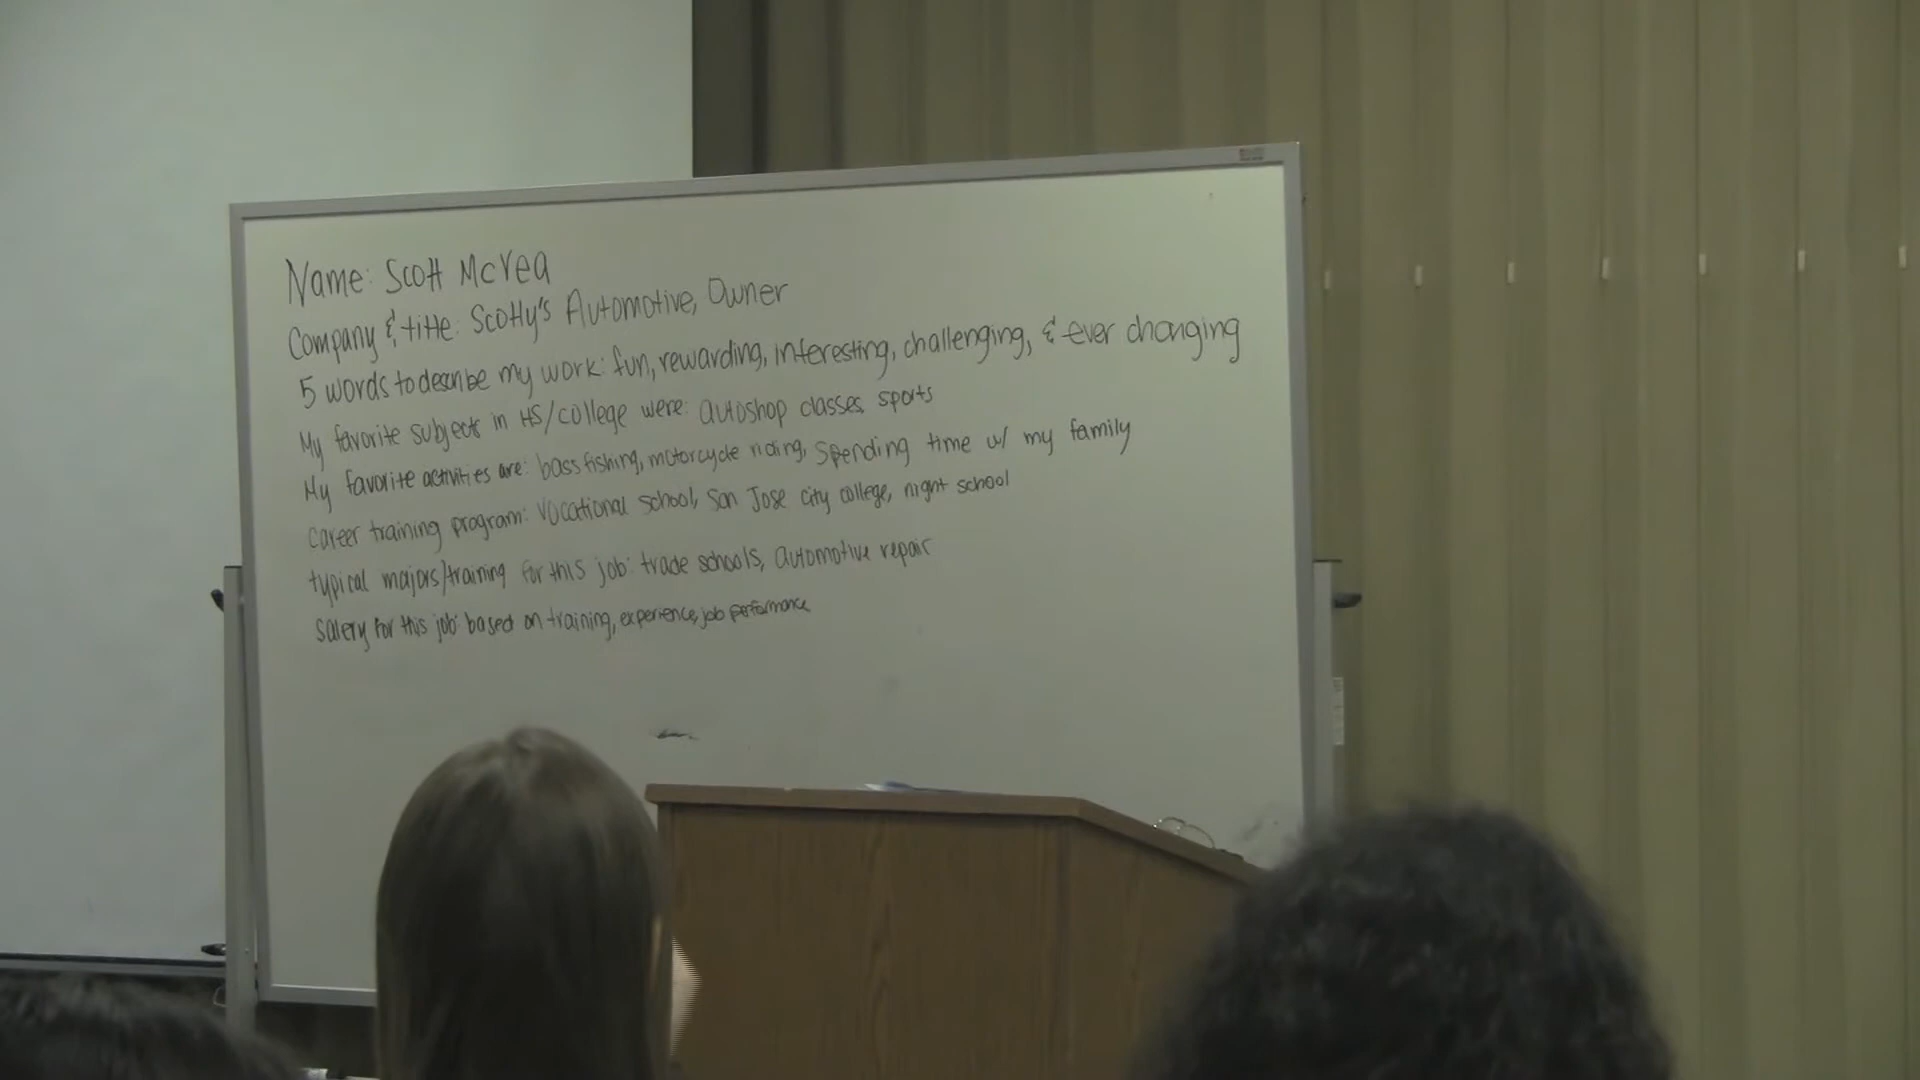 Name: Scott McVea
Company & title: Scotty's Automotive, Owner
5 words to describe my work: fun, rewarding, interesting, challenging, & ever changing
My favorite subjects in HS/college were: autoshop classes, sports
My favorite activities are: bass fishing, motorcycle riding, spending time w/ my family
career training program: vocational school, San Jose city college, night school
typical majors/training for this job: trade schools, automotive repair
salery for this job: based on training, experience, job performance